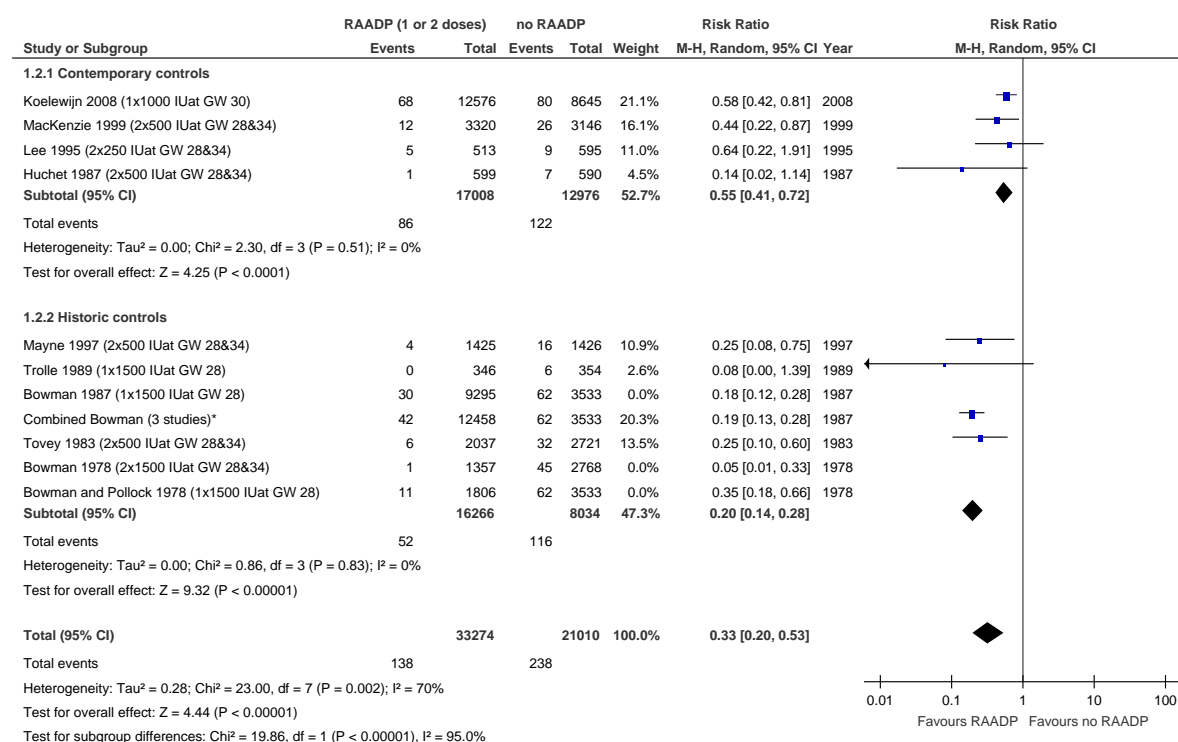 RAADP (1 or 2 doses) no RAADP Risk Ratio Risk Ratio
Study or Subgroup Events Total Events Total Weight M-H, Random, 95% CI Year M-H, Random, 95% CI
1.2.1 Contemporary controls
Koelewijn 2008 (1x1000 IUat GW 30) 68 12576 80 8645 21.1% 0.58 [0.42, 0.81] 2008
MacKenzie 1999 (2x500 IUat GW 28&34) 12 3320 26 3146 16.1% 0.44 [0.22, 0.87] 1999
Lee 1995 (2x250 IUat GW 28&34) 5 513 9 595 11.0% 0.64 [0.22, 1.91] 1995
Huchet 1987 (2x500 IUat GW 28&34) 1 599 7 590 4.5% 0.14 [0.02, 1.14] 1987
Subtotal (95% CI) 17008 12976 52.7% 0.55 [0.41, 0.72]
Total events 86 122
Heterogeneity: Tau² = 0.00; Chi² = 2.30, df = 3 (P = 0.51); I² = 0%
Test for overall effect: Z = 4.25 (P < 0.0001)
1.2.2 Historic controls
Mayne 1997 (2x500 IUat GW 28&34) 4 1425 16 1426 10.9% 0.25 [0.08, 0.75] 1997
Trolle 1989 (1x1500 IUat GW 28) 0 346 6 354 2.6% 0.08 [0.00, 1.39] 1989
Bowman 1987 (1x1500 IUat GW 28) 30 9295 62 3533 0.0% 0.18 [0.12, 0.28] 1987
Combined Bowman (3 studies)* 42 12458 62 3533 20.3% 0.19 [0.13, 0.28] 1987
Tovey 1983 (2x500 IUat GW 28&34) 6 2037 32 2721 13.5% 0.25 [0.10, 0.60] 1983
Bowman 1978 (2x1500 IUat GW 28&34) 1 1357 45 2768 0.0% 0.05 [0.01, 0.33] 1978
Bowman and Pollock 1978 (1x1500 IUat GW 28) 11 1806 62 3533 0.0% 0.35 [0.18, 0.66] 1978
Subtotal (95% CI) 16266 8034 47.3% 0.20 [0.14, 0.28]
Total events 52 116
Heterogeneity: Tau² = 0.00; Chi² = 0.86, df = 3 (P = 0.83); I² = 0%
Test for overall effect: Z = 9.32 (P < 0.00001)
Total (95% CI) 33274 21010 100.0% 0.33 [0.20, 0.53]
Total events 138 238
Heterogeneity: Tau² = 0.28; Chi² = 23.00, df = 7 (P = 0.002); I² = 70%
Test for overall effect: Z = 4.44 (P < 0.00001)
Test for subgroup differences: Chi² = 19.86, df = 1 (P < 0.00001), I² = 95.0%
0.01 0.1 1 10 100
Favours RAADP Favours no RAADP